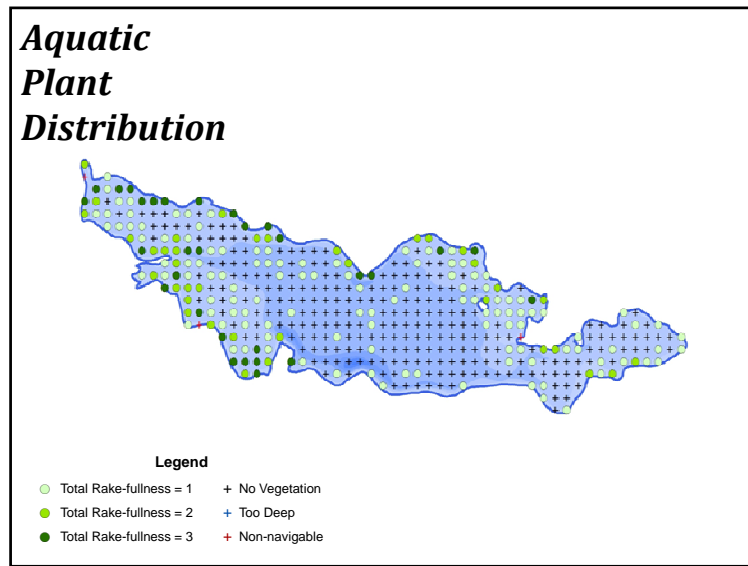 Aquatic
Plant
Distribution
Legend
Total Rake-fullness = 1
No Vegetation
Total Rake-fullness = 2
Too Deep
Total Rake-fullness = 3
Non-navigable